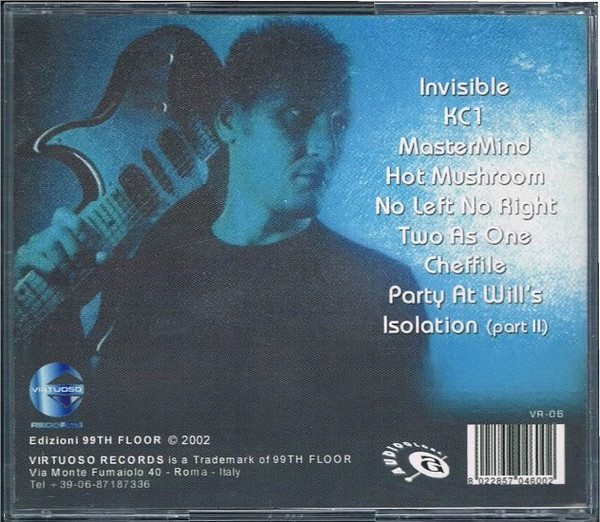 Invisible
KC1
MasterMind
Hot Mushroom
No Left No Right
Two As One
Cheffile
Party At Will's
Isolation (part II)
VIRTUOSO
RECORDS
VR-06
Edizioni 99TH FLOOR © 2002
VIRTUOSO RECORDS is a Trademark of 99TH FLOOR
Via Monte Fumaiolo 40 - Roma - Italy
Tel +39-06-87187336
8 022857 046002